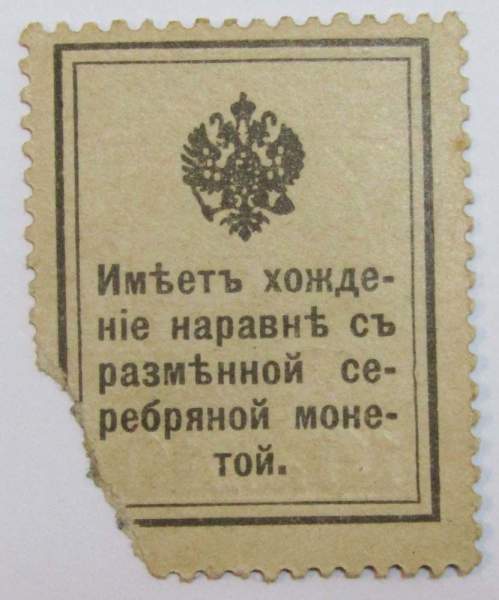 Имѣетъ хожде-
ніе наравнѣ съ
размѣнной се-
ребряной моне-
той.